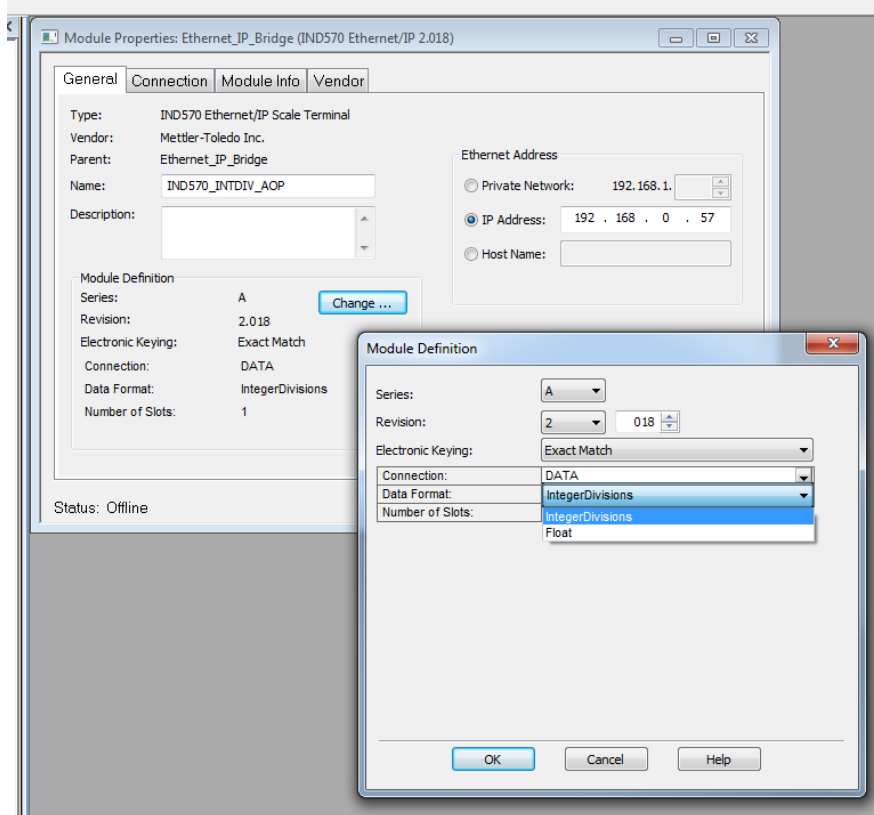 Module Properties: Ethernet_IP_Bridge (IND570 Ethernet/IP 2.018)
General Connection Module Info Vendor
Type: IND570 Ethernet/IP Scale Terminal
Vendor: Mettler-Toledo Inc.
Parent: Ethernet_IP_Bridge
Name: IND570_INTDIV_AOP
Description:
Ethernet Address
Private Network: 192.168.1.
IP Address: 192 . 168 . 0 . 57
Host Name:
Module Definition
Series: A
Change ...
Revision: 2.018
Electronic Keying: Exact Match
Connection: DATA
Data Format: IntegerDivisions
Number of Slots: 1
Status: Offline
Module Definition
Series: A
Revision: 2 018
Electronic Keying: Exact Match
Connection: DATA
Data Format: IntegerDivisions
Number of Slots:
IntegerDivisions
Float
OK Cancel Help